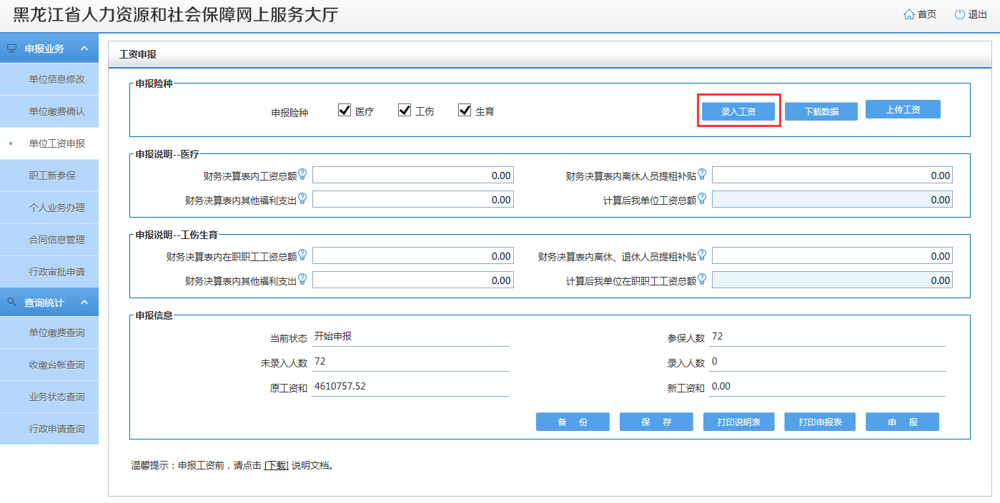 黑龙江省人力资源和社会保障网上服务大厅
首页 退出
申报业务
单位信息修改
单位缴费确认
单位工资申报
职工新参保
个人业务办理
合同信息管理
行政审批申请
查询统计
单位缴费查询
收缴台帐查询
业务状态查询
行政申请查询
工资申报
申报险种
申报险种 医疗 工伤 生育 录入工资 下载数据 上传工资
申报说明--医疗
财务决算表内工资总额 0.00 财务决算表内离休人员提租补贴 0.00
财务决算表内其他福利支出 0.00 计算后我单位工资总额 0.00
申报说明--工伤生育
财务决算表内在职职工工资总额 0.00 财务决算表内离休、退休人员提租补贴 0.00
财务决算表内其他福利支出 0.00 计算后我单位在职职工工资总额 0.00
申报信息
当前状态 开始申报 参保人数 72
未录入人数 72 录入人数 0
原工资和 4610757.52 新工资和 0.00
备 份 保 存 打印说明表 打印申报表 申 报
温馨提示：申报工资前，请点击 [下载] 说明文档。